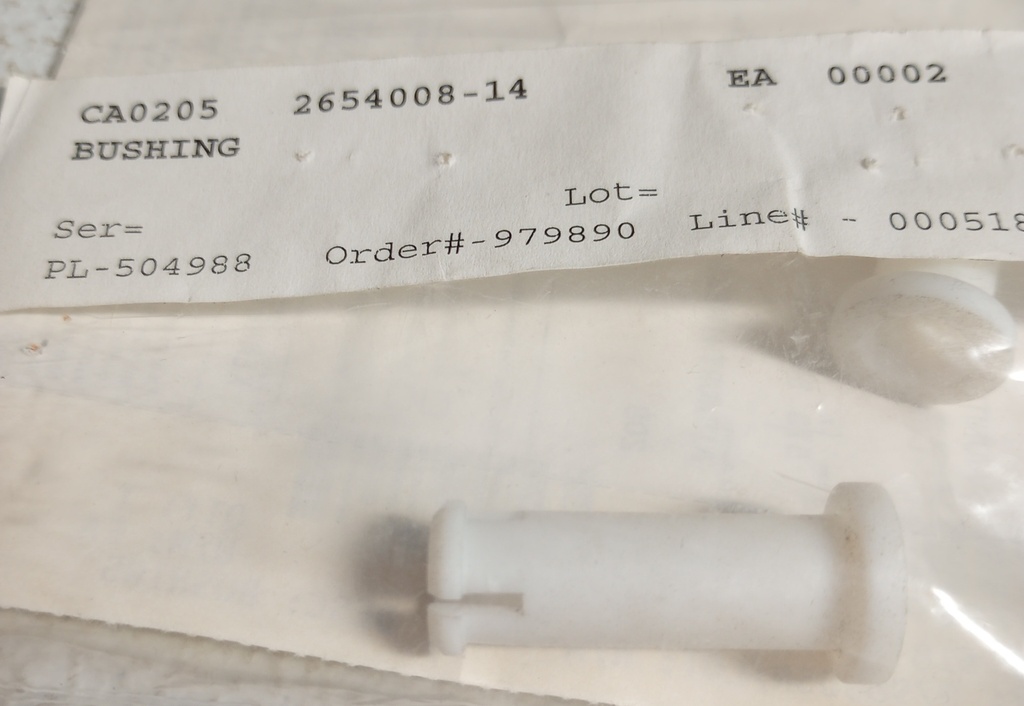 CA0205 2654008-14 EA 00002
BUSHING
Lot=
Ser=
PL-504988 Order#-979890 Line# - 000518